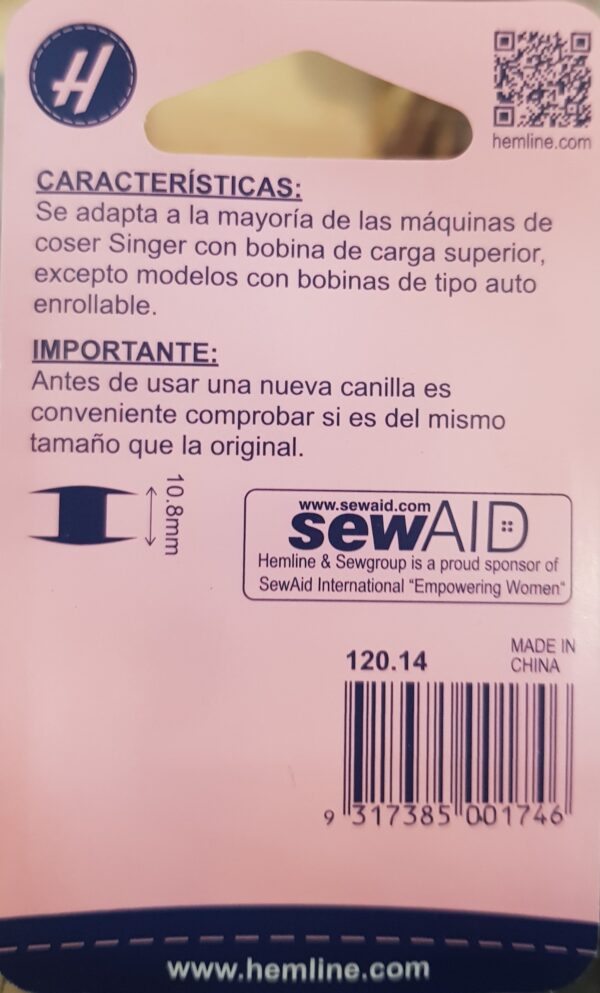 H
hemline.com
CARACTERÍSTICAS:
Se adapta a la mayoría de las máquinas de
coser Singer con bobina de carga superior,
excepto modelos con bobinas de tipo auto
enrollable.
IMPORTANTE:
Antes de usar una nueva canilla es
conveniente comprobar si es del mismo
tamaño que la original.
10.8mm
www.sewaid.com
sewAID
Hemline & Sewgroup is a proud sponsor of
SewAid International "Empowering Women"
120.14
MADE IN
CHINA
9 317385 001746
www.hemline.com